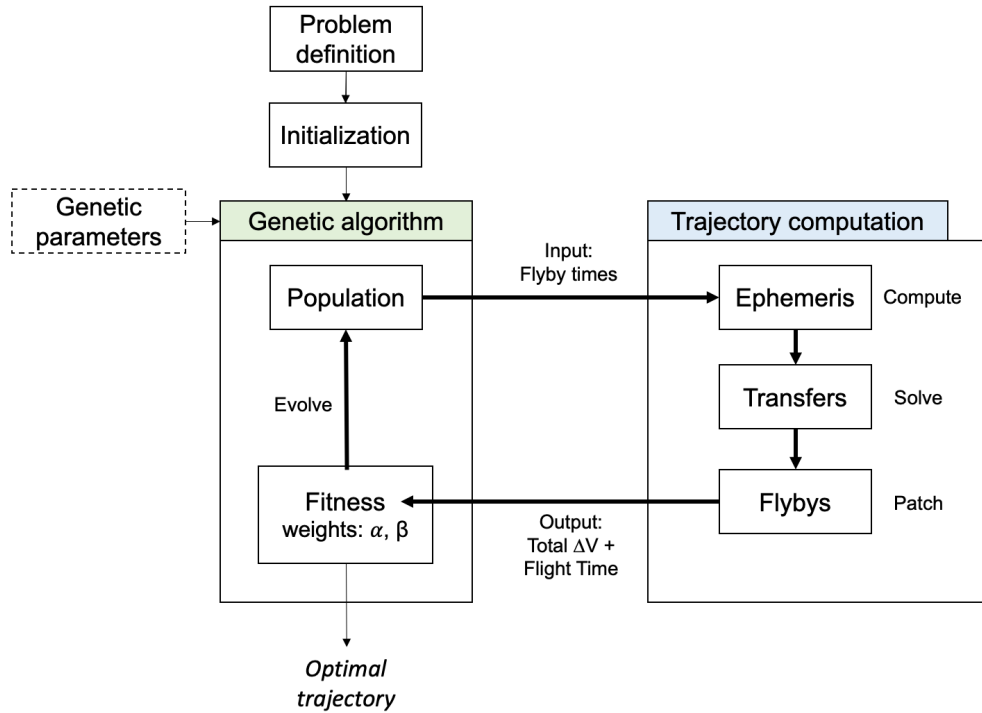 Problem
definition
Initialization
Genetic
parameters
Genetic algorithm
Trajectory computation
Input:
Flyby times
Population
Ephemeris
Compute
Evolve
Transfers
Solve
Fitness
weights: α, β
Flybys
Patch
Output:
Total ΔV +
Flight Time
Optimal
trajectory